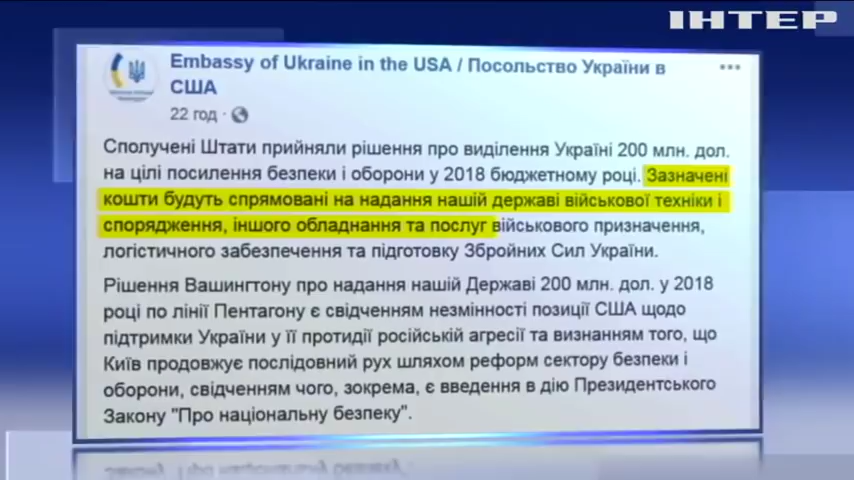 ІНТЕР
Embassy of Ukraine in the USA / Посольство України в
США
22 год ·
Сполучені Штати прийняли рішення про виділення Україні 200 млн. дол.
на цілі посилення безпеки і оборони у 2018 бюджетному році. Зазначені
кошти будуть спрямовані на надання нашій державі військової техніки і
спорядження, іншого обладнання та послуг військового призначення,
логістичного забезпечення та підготовку Збройних Сил України.
Рішення Вашингтону про надання нашій Державі 200 млн. дол. у 2018
році по лінії Пентагону є свідченням незмінності позиції США щодо
підтримки України у її протидії російській агресії та визнанням того, що
Київ продовжує послідовний рух шляхом реформ сектору безпеки і
оборони, свідченням чого, зокрема, є введення в дію Президентського
Закону "Про національну безпеку".